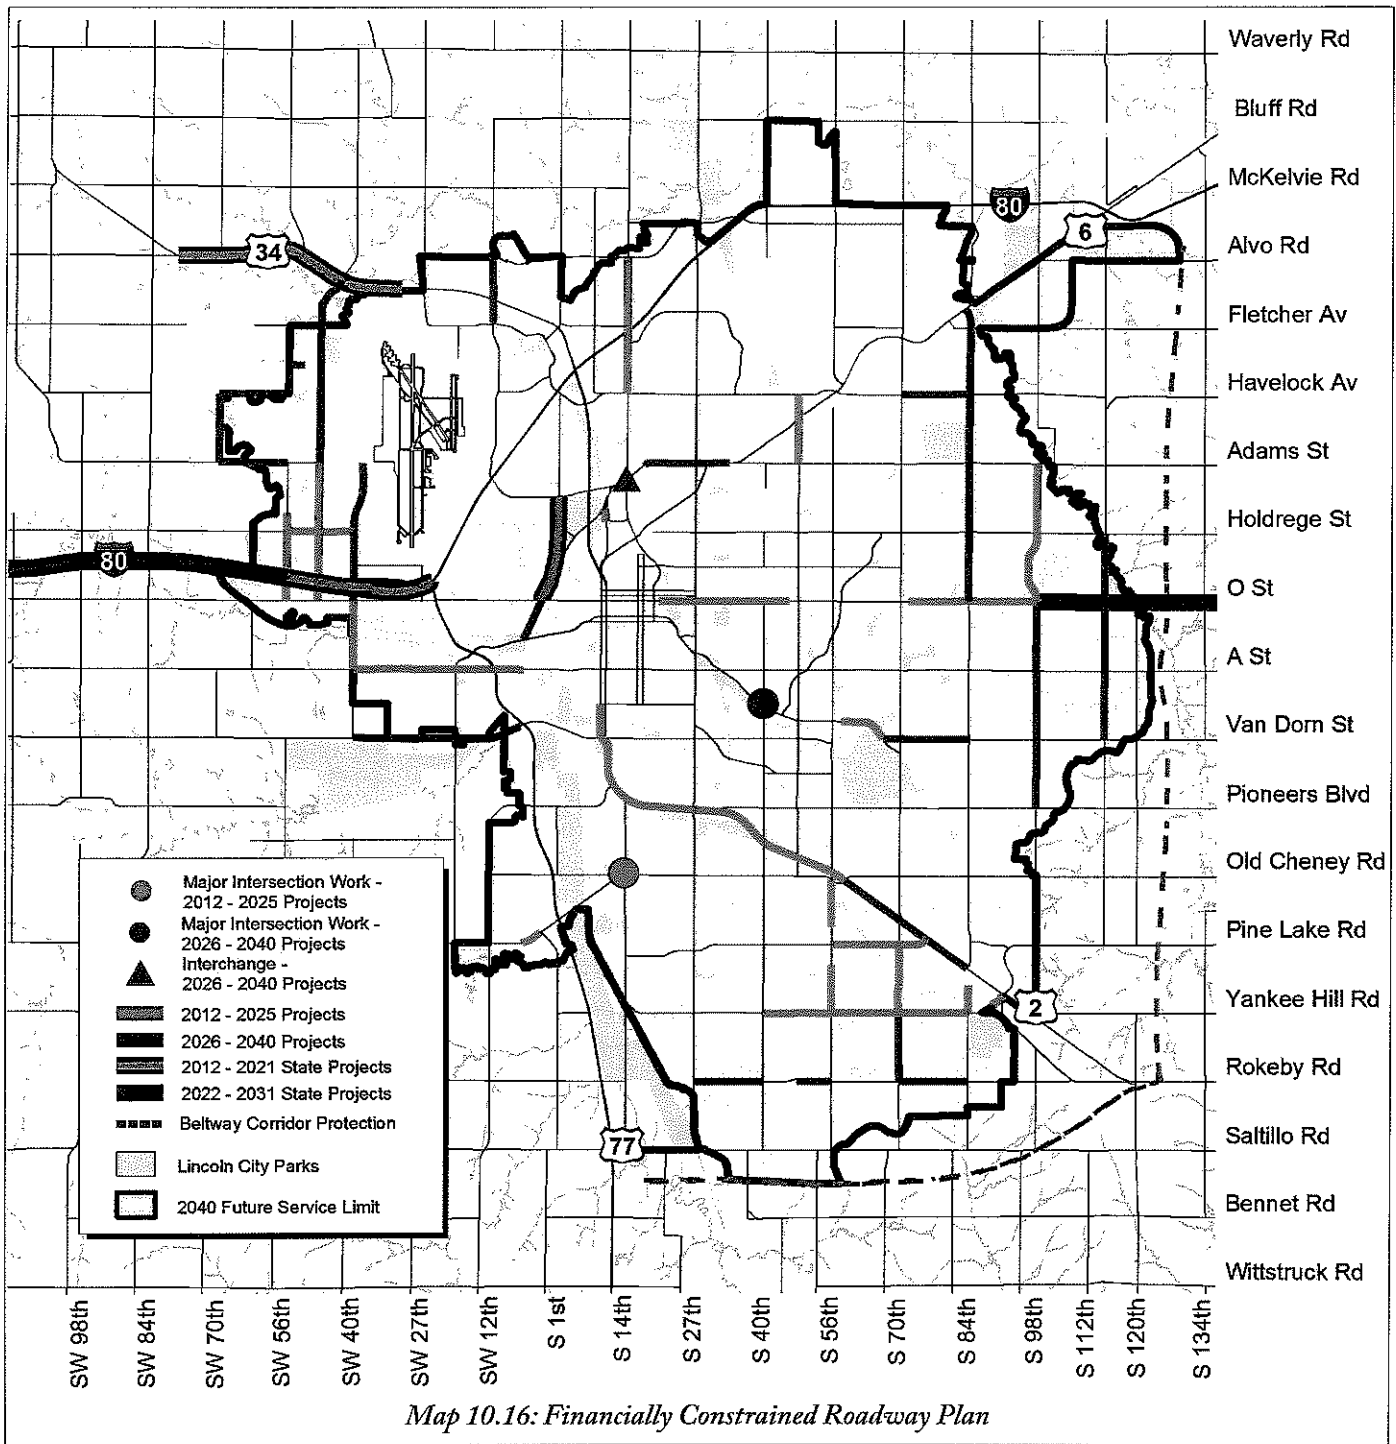 Waverly Rd
Bluff Rd
McKelvie Rd
80
6
Alvo Rd
34
Fletcher Av
Havelock Av
Adams St
Holdrege St
80
O St
A St
Van Dorn St
Pioneers Blvd
Old Cheney Rd
Pine Lake Rd
Yankee Hill Rd
2
Rokeby Rd
Saltillo Rd
77
Bennet Rd
Wittstruck Rd
Major Intersection Work -
2012 - 2025 Projects
Major Intersection Work -
2026 - 2040 Projects
Interchange -
2026 - 2040 Projects
2012 - 2025 Projects
2026 - 2040 Projects
2012 - 2021 State Projects
2022 - 2031 State Projects
Beltway Corridor Protection
Lincoln City Parks
2040 Future Service Limit
SW 98th
SW 84th
SW 70th
SW 56th
SW 40th
SW 27th
SW 12th
S 1st
S 14th
S 27th
S 40th
S 56th
S 70th
S 84th
S 98th
S 112th
S 120th
S 134th
Map 10.16: Financially Constrained Roadway Plan